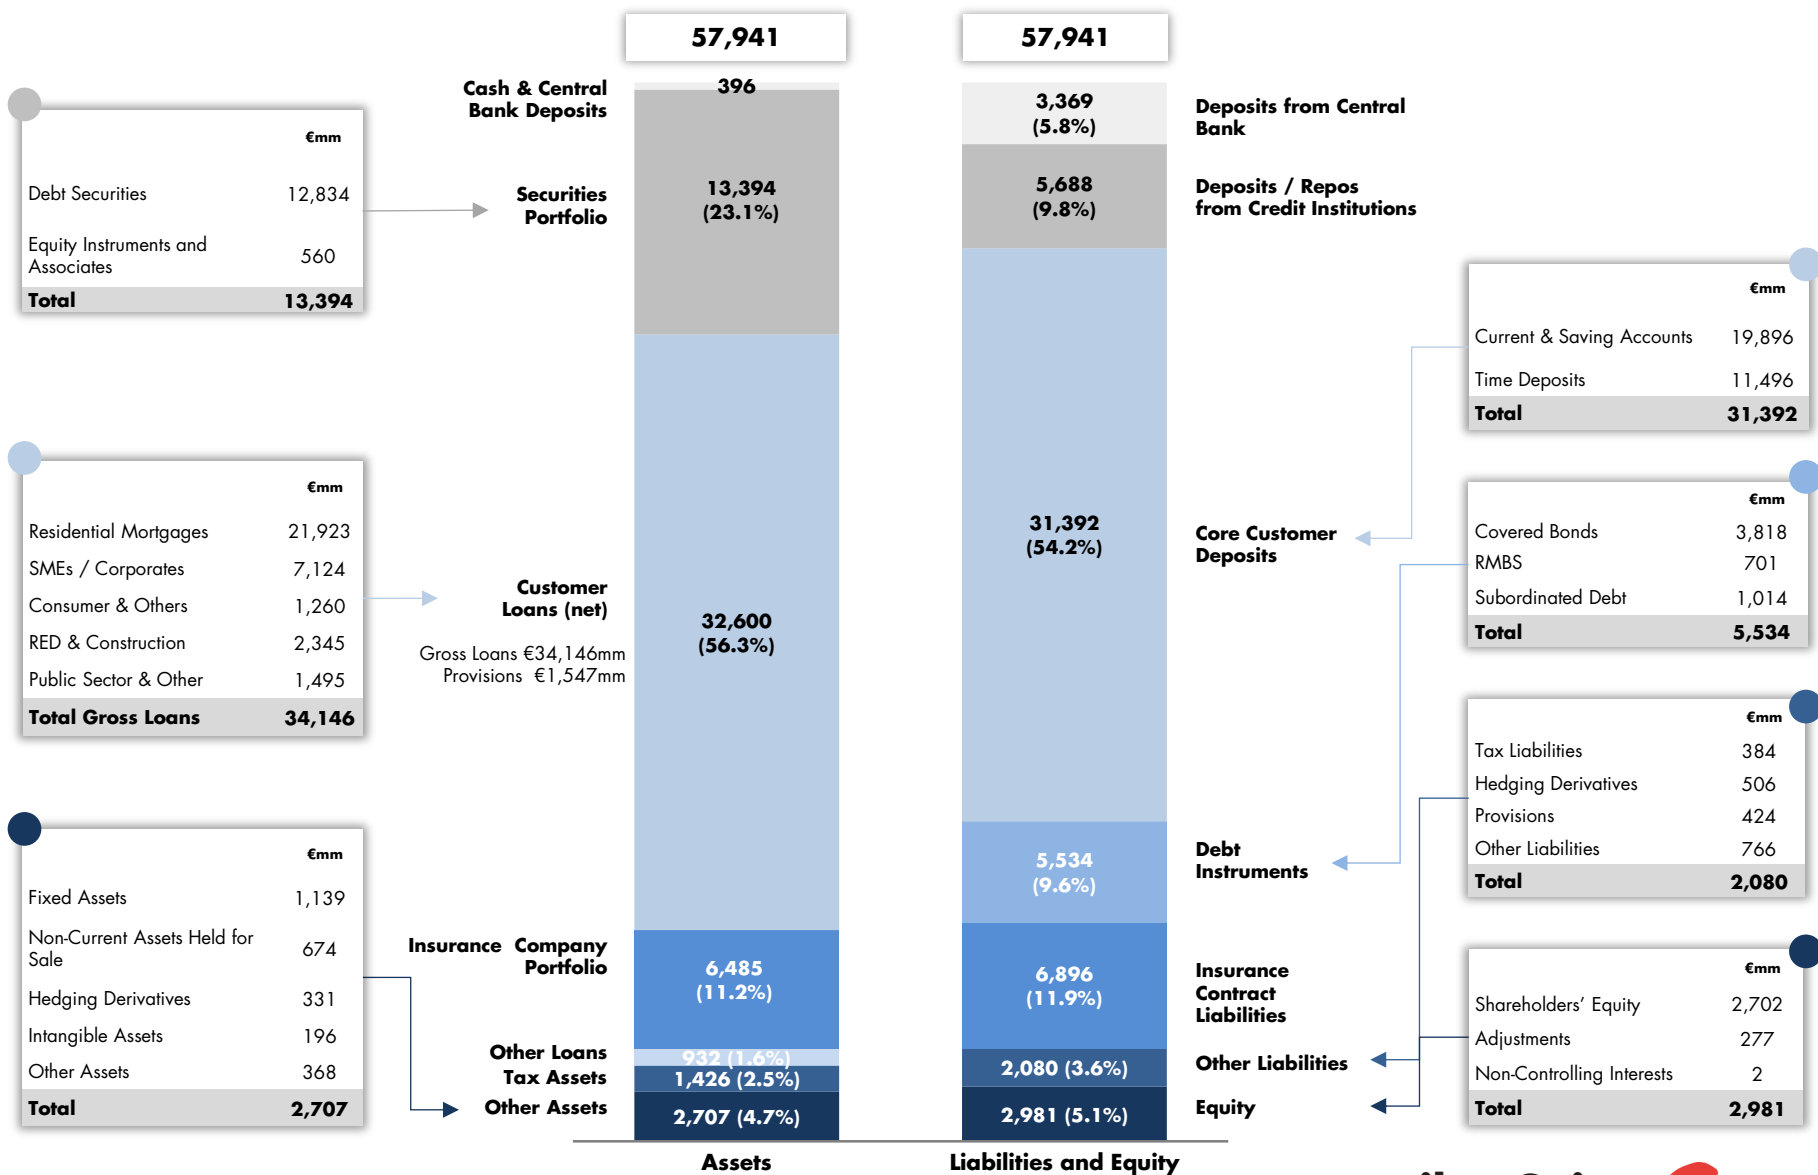 57,941
57,941
Cash & Central
Bank Deposits
396
3,369
(5.8%)
Deposits from Central
Bank
€mm
Debt Securities 12,834
Equity Instruments and
Associates 560
Total 13,394
Securities
Portfolio
13,394
(23.1%)
5,688
(9.8%)
Deposits / Repos
from Credit Institutions
€mm
Current & Saving Accounts 19,896
Time Deposits 11,496
Total 31,392
€mm
Residential Mortgages 21,923
SMEs / Corporates 7,124
Consumer & Others 1,260
RED & Construction 2,345
Public Sector & Other 1,495
Total Gross Loans 34,146
Customer
Loans (net)
Gross Loans €34,146mm
Provisions €1,547mm
32,600
(56.3%)
31,392
(54.2%)
Core Customer
Deposits
€mm
Covered Bonds 3,818
RMBS 701
Subordinated Debt 1,014
Total 5,534
5,534
(9.6%)
Debt
Instruments
€mm
Tax Liabilities 384
Hedging Derivatives 506
Provisions 424
Other Liabilities 766
Total 2,080
€mm
Fixed Assets 1,139
Non-Current Assets Held for
Sale 674
Hedging Derivatives 331
Intangible Assets 196
Other Assets 368
Total 2,707
Insurance Company
Portfolio
6,485
(11.2%)
6,896
(11.9%)
Insurance
Contract
Liabilities
€mm
Shareholders' Equity 2,702
Adjustments 277
Non-Controlling Interests 2
Total 2,981
Other Loans
932 (1.6%)
Tax Assets
1,426 (2.5%)
2,080 (3.6%)
Other Liabilities
Other Assets
2,707 (4.7%)
2,981 (5.1%)
Equity
Assets
Liabilities and Equity